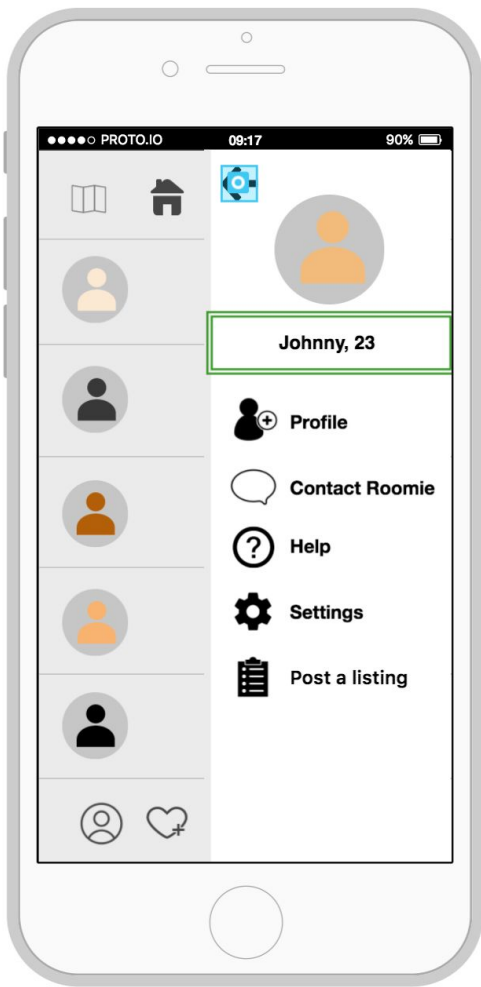 PROTO.IO 09:17 90%
Johnny, 23
Profile
Contact Roomie
Help
Settings
Post a listing